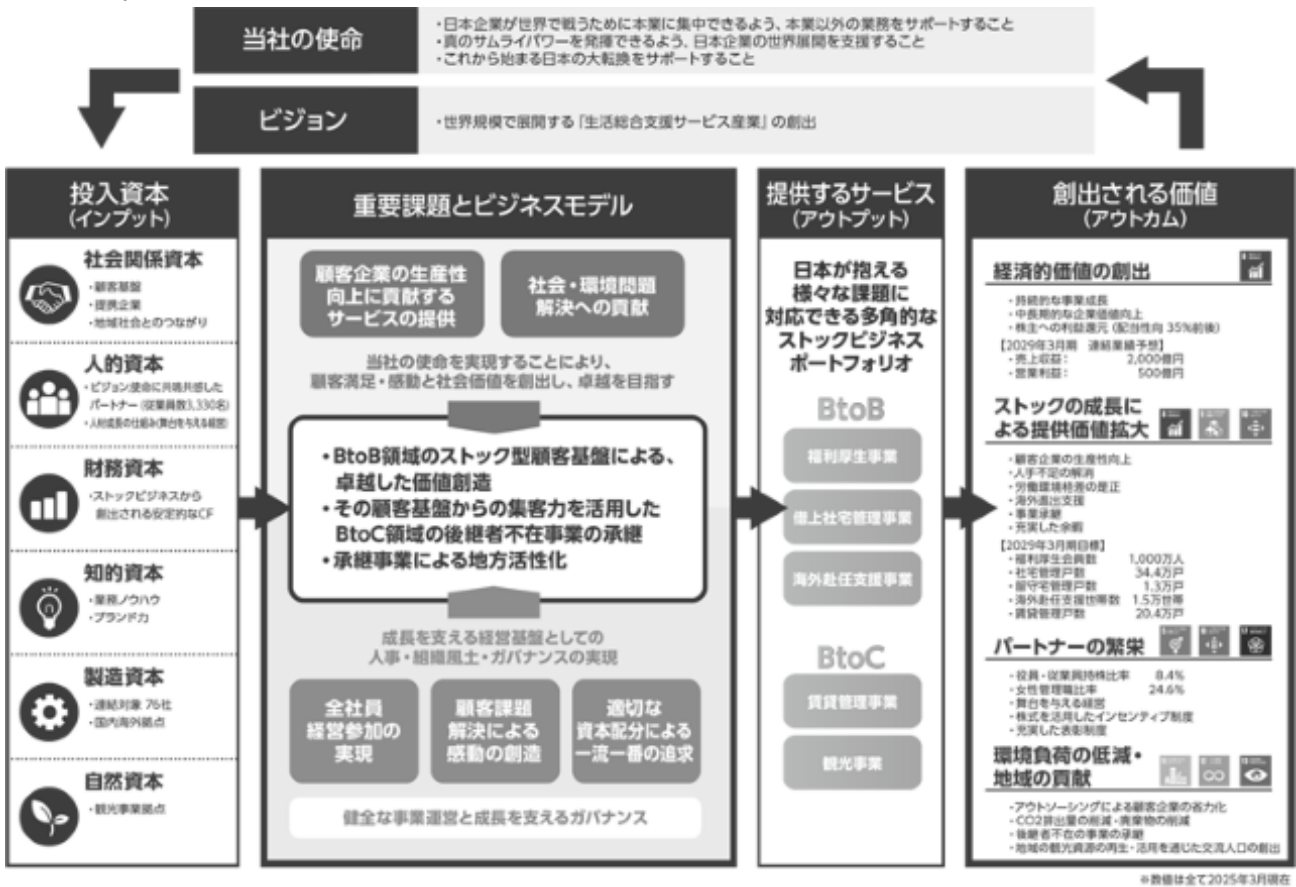 当社の使命
・日本企業が世界で戦うために本業に集中できるよう、本業以外の業務をサポートすること
・真のサムライパワーを発揮できるよう、日本企業の世界展開を支援すること
・これから始まる日本の大転換をサポートすること
ビジョン
・世界規模で展開する『生活総合支援サービス産業』の創出
投入資本
(インプット)
社会関係資本
・顧客基盤
・提携企業
・地域社会とのつながり
人的資本
・ビジョン使命に共鳴共感した
パートナー(従業員数3,330名)
・人材成長の仕組み(舞台を与える経営)
財務資本
・ストックビジネスから
創出される安定的なCF
知的資本
・業務ノウハウ
・ブランド力
製造資本
・連結対象 76社
・国内海外拠点
自然資本
・観光事業拠点
重要課題とビジネスモデル
顧客企業の生産性
向上に貢献する
サービスの提供
社会・環境問題
解決への貢献
当社の使命を実現することにより、
顧客満足・感動と社会価値を創出し、卓越を目指す
・BtoB領域のストック型顧客基盤による、
卓越した価値創造
・その顧客基盤からの集客力を活用した
BtoC領域の後継者不在事業の承継
・承継事業による地方活性化
成長を支える経営基盤としての
人事・組織風土・ガバナンスの実現
全社員
経営参加の
実現
顧客課題
解決による
感動の創造
適切な
資本配分による
一流一番の追求
健全な事業運営と成長を支えるガバナンス
提供するサービス
(アウトプット)
日本が抱える
様々な課題に
対応できる多角的な
ストックビジネス
ポートフォリオ
BtoB
福利厚生事業
借上社宅管理事業
海外赴任支援事業
BtoC
賃貸管理事業
観光事業
創出される価値
(アウトカム)
経済的価値の創出
・持続的な事業成長
・中長期的な企業価値向上
・株主への利益還元(配当性向 35%前後)
【2029年3月期 連結業績予想】
・売上収益: 2,000億円
・営業利益: 500億円
ストックの成長に
よる提供価値拡大
・顧客企業の生産性向上
・人手不足の解消
・労働環境格差の是正
・海外進出支援
・事業承継
・充実した余暇
【2029年3月期目標】
・福利厚生会員数 1,000万人
・社宅管理戸数 34.4万戸
・留守宅管理戸数 1.3万戸
・海外赴任支援世帯数 1.5万世帯
・賃貸管理戸数 20.4万戸
パートナーの繁栄
・役員・従業員持株比率 8.4%
・女性管理職比率 24.6%
・舞台を与える経営
・株式を活用したインセンティブ制度
・充実した表彰制度
環境負荷の低減・
地域の貢献
・アウトソーシングによる顧客企業の省力化
・CO2排出量の削減・廃棄物の削減
・後継者不在の事業の承継
・地域の観光資源の再生・活用を通じた交流人口の創出
※数値は全て2025年3月現在